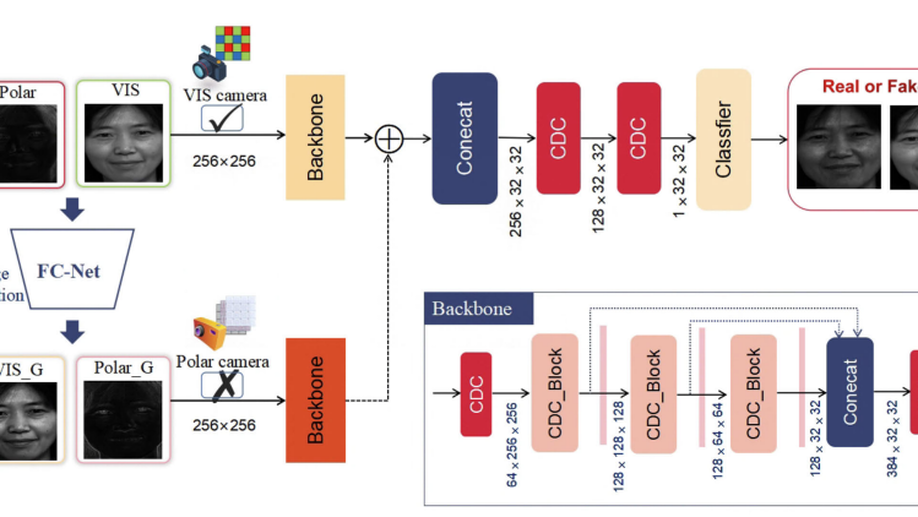 Polar
VIS
VIS camera
256×256
Backbone
Conecat
256 × 32 × 32
CDC
128 × 32 × 32
CDC
1 × 32 × 32
Classfier
Real or Fake
FC-Net
VIS_G
Polar_G
Polar camera
256×256
Backbone
Backbone
CDC
64 × 256 × 256
CDC_Block
128 × 128 × 128
CDC_Block
128 × 64 × 64
CDC_Block
128 × 32 × 32
Conecat
384 × 32 × 32